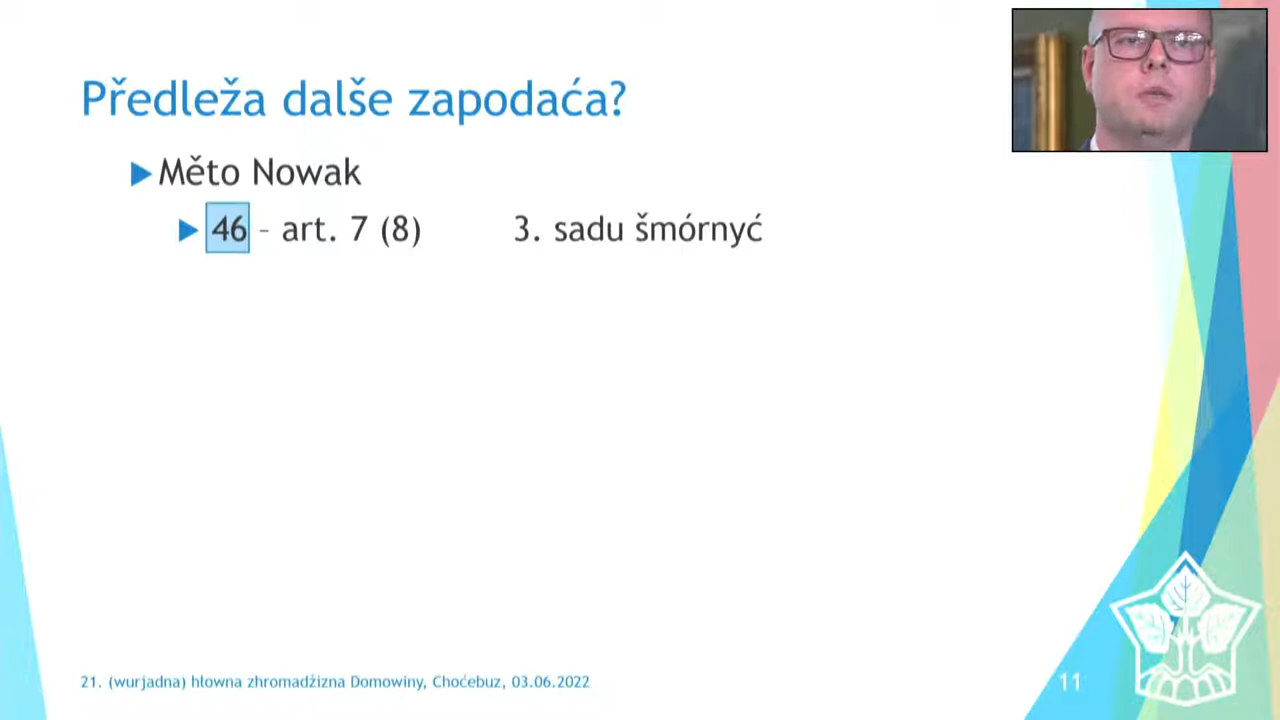 Předleža dalše zapodaća?
Měto Nowak
46 – art. 7 (8) 3. sadu šmórnyć
21. (wurjadna) hłowna zhromadźizna Domowiny, Choćebuz, 03.06.2022
11